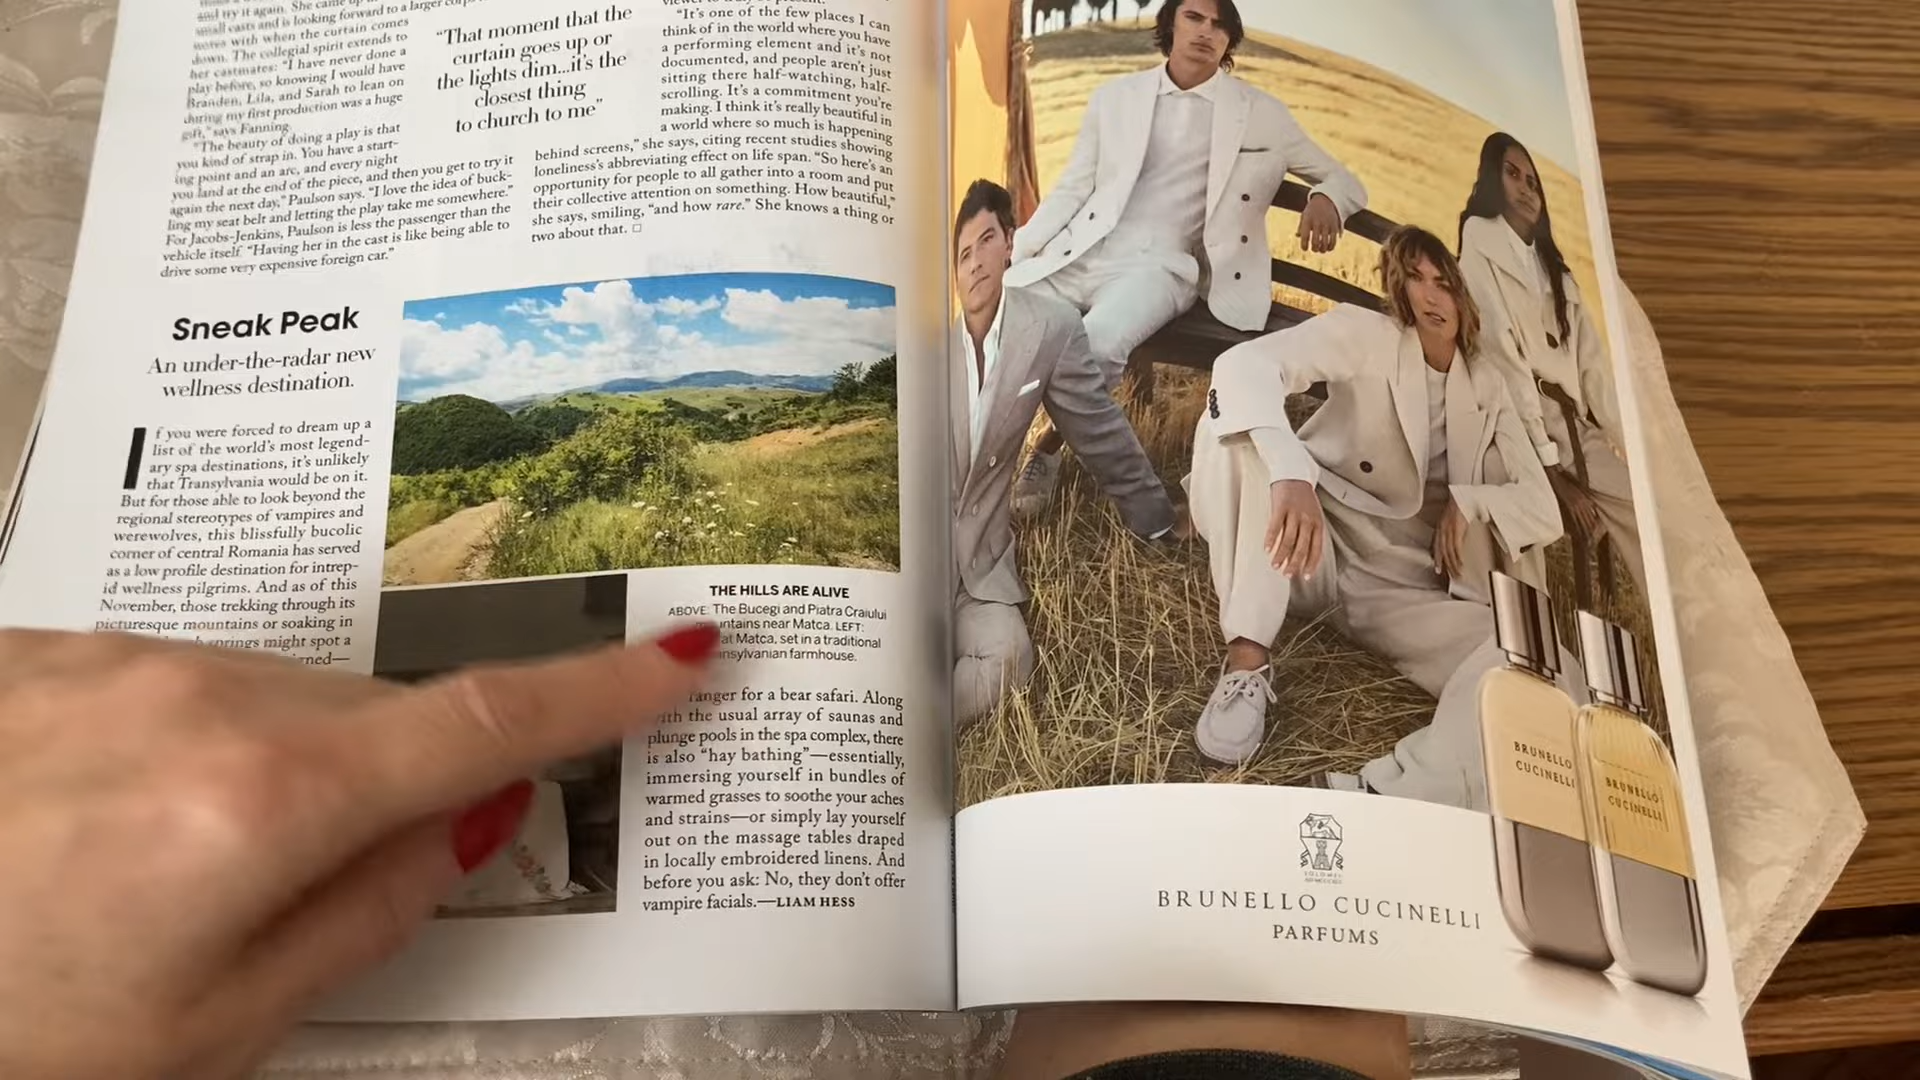 and try it again. She came up
small casts and is looking forward to a larger
notes with when the curtain comes
down. The collegial spirit extends to
her castmates: “I have never done a
play before, so knowing I would have
Branden, Lila, and Sarah to lean on
during my first production was a huge
gift,” says Fanning.
“The beauty of doing a play is that
you kind of strap in. You have a start-
ing point and an arc, and every night
you land at the end of the piece, and then you get to try it
again the next day,” Paulson says. “I love the idea of buck-
ling my seat belt and letting the play take me somewhere.”
For Jacobs-Jenkins, Paulson is less the passenger than the
vehicle itself. “Having her in the cast is like being able to
drive some very expensive foreign car.”
“That moment that the
curtain goes up or
the lights dim...it’s the
closest thing
to church to me”
“It’s one of the few places I can
think of in the world where you have
a performing element and it’s not
documented, and people aren’t just
sitting there half-watching, half-
scrolling. It’s a commitment you’re
making. I think it’s really beautiful in
a world where so much is happening
behind screens,” she says, citing recent studies showing
loneliness’s abbreviating effect on life span. “So here’s an
opportunity for people to all gather into a room and put
their collective attention on something. How beautiful,”
she says, smiling, “and how rare.” She knows a thing or
two about that. □
Sneak Peak
An under-the-radar new
wellness destination.
If you were forced to dream up a
list of the world’s most legend-
ary spa destinations, it’s unlikely
that Transylvania would be on it.
But for those able to look beyond the
regional stereotypes of vampires and
werewolves, this blissfully bucolic
corner of central Romania has served
as a low profile destination for intrep-
id wellness pilgrims. And as of this
November, those trekking through its
picturesque mountains or soaking in
springs might spot a
THE HILLS ARE ALIVE
ABOVE: The Bucegi and Piatra Craiului
mountains near Matca. LEFT:
at Matca, set in a traditional
Transylvanian farmhouse.
ranger for a bear safari. Along
with the usual array of saunas and
plunge pools in the spa complex, there
is also “hay bathing”—essentially,
immersing yourself in bundles of
warmed grasses to soothe your aches
and strains—or simply lay yourself
out on the massage tables draped
in locally embroidered linens. And
before you ask: No, they don’t offer
vampire facials.—LIAM HESS
BRUNELLO
CUCINELLI
BRUNELLO
CUCINELLI
SOLOMEI
BRUNELLO CUCINELLI
PARFUMS